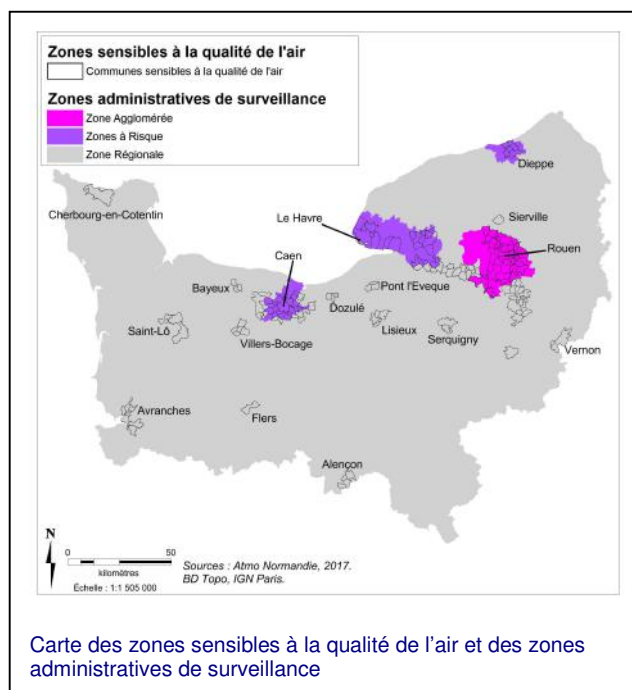 Zones sensibles à la qualité de l'air
Communes sensibles à la qualité de l'air
Zones administratives de surveillance
Zone Agglomérée
Zones à Risque
Zone Régionale
Dieppe
Cherbourg-en-Cotentin
Le Havre
Sierville
Rouen
Caen
Bayeux
Pont l'Eveque
Dozulé
Saint-Lô
Villers-Bocage
Lisieux
Serquigny
Vernon
Avranches
Flers
Alençon
N
0 50
kilomètres
Échelle : 1:1 505 000
Sources : Atmo Normandie, 2017.
BD Topo, IGN Paris.
Carte des zones sensibles à la qualité de l'air et des zones
administratives de surveillance